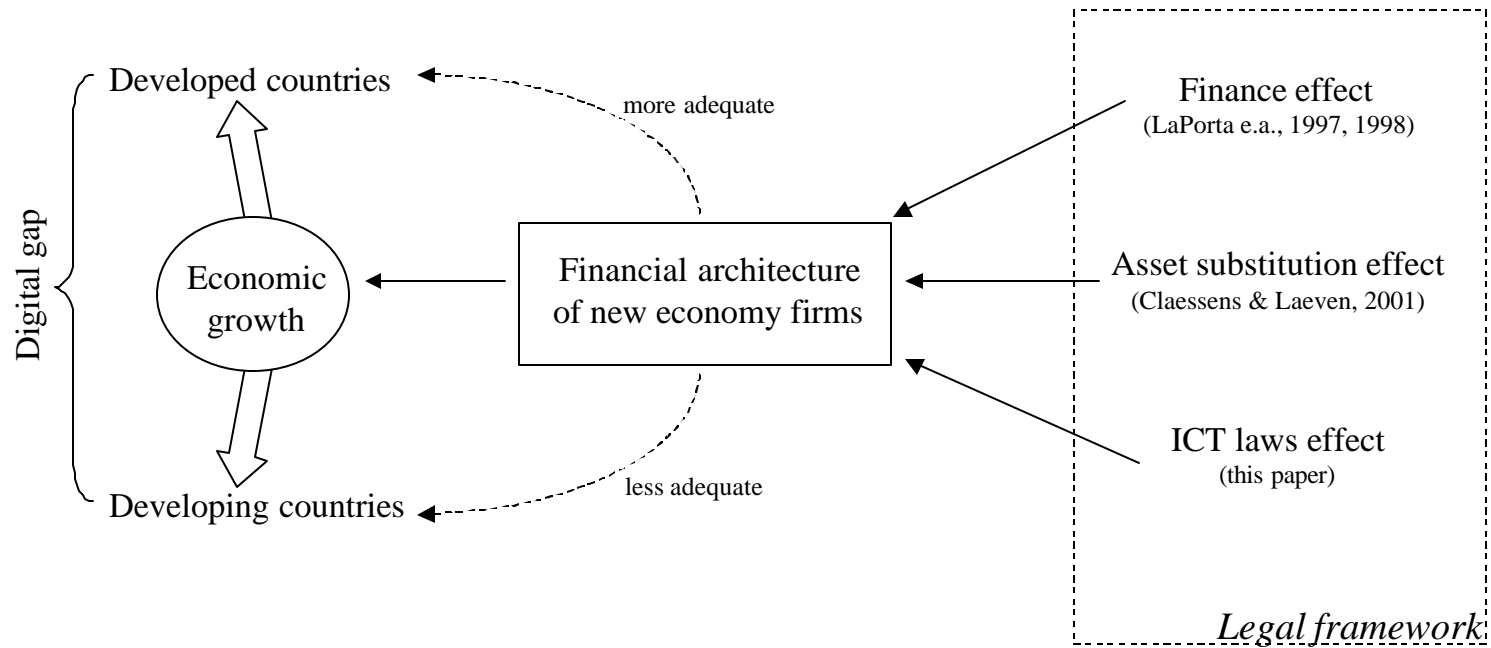 Digital gap
Developed countries
Economic
growth
Developing countries
more adequate
Financial architecture
of new economy firms
less adequate
Finance effect
(LaPorta e.a., 1997, 1998)
Asset substitution effect
(Claessens & Laeven, 2001)
ICT laws effect
(this paper)
Legal framework